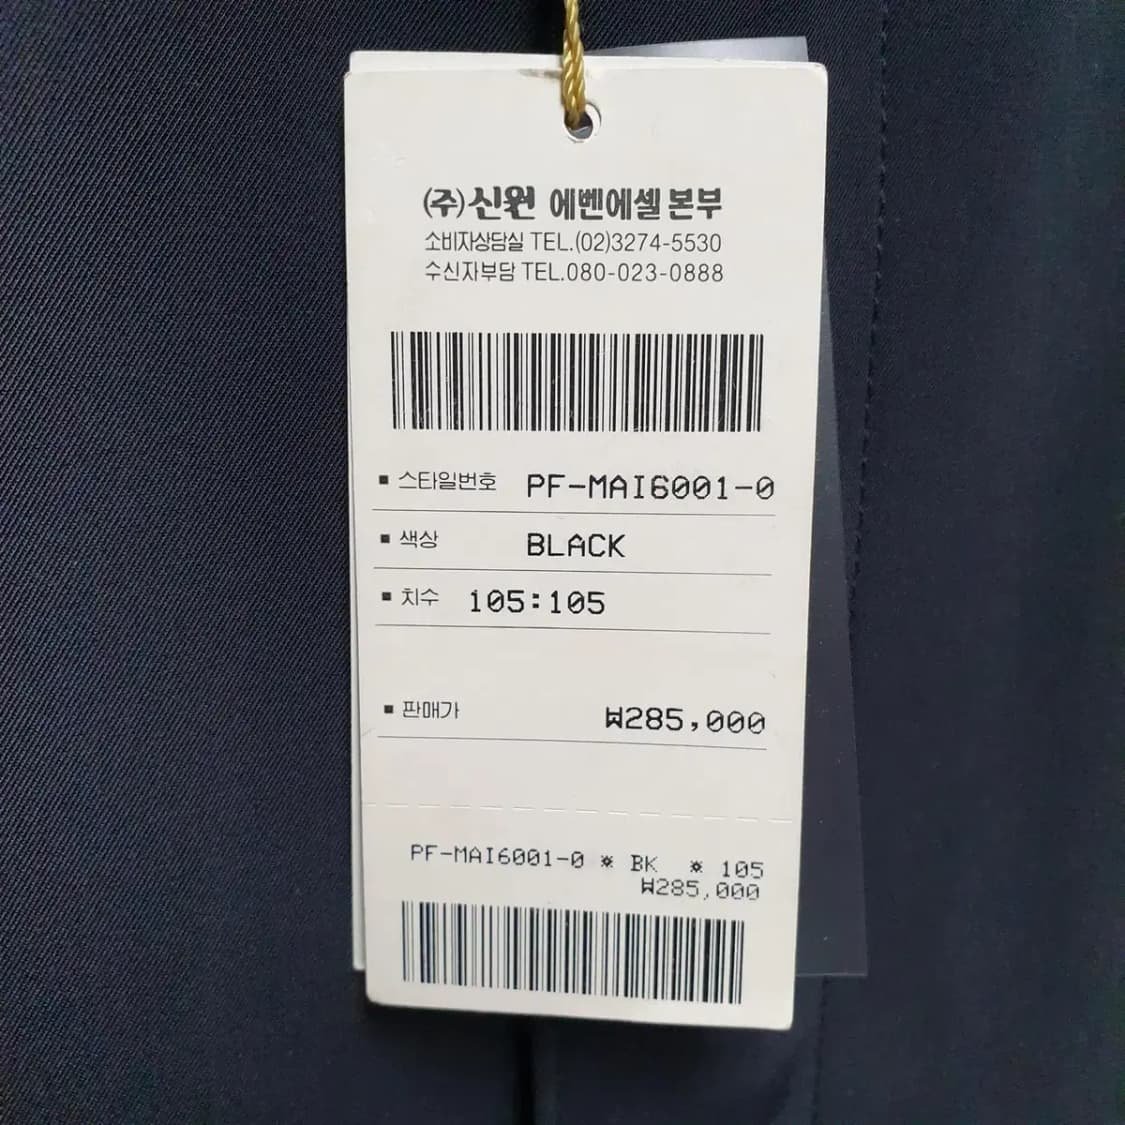 (주)신원 에벤에셀 본부
소비자상담실 TEL.(02)3274-5530
수신자부담 TEL.080-023-0888
▪ 스타일번호 PF-MAI6001-0
▪ 색상 BLACK
▪ 치수 105:105
▪ 판매가 ₩285,000
PF-MAI6001-0 * BK * 105
₩285,000